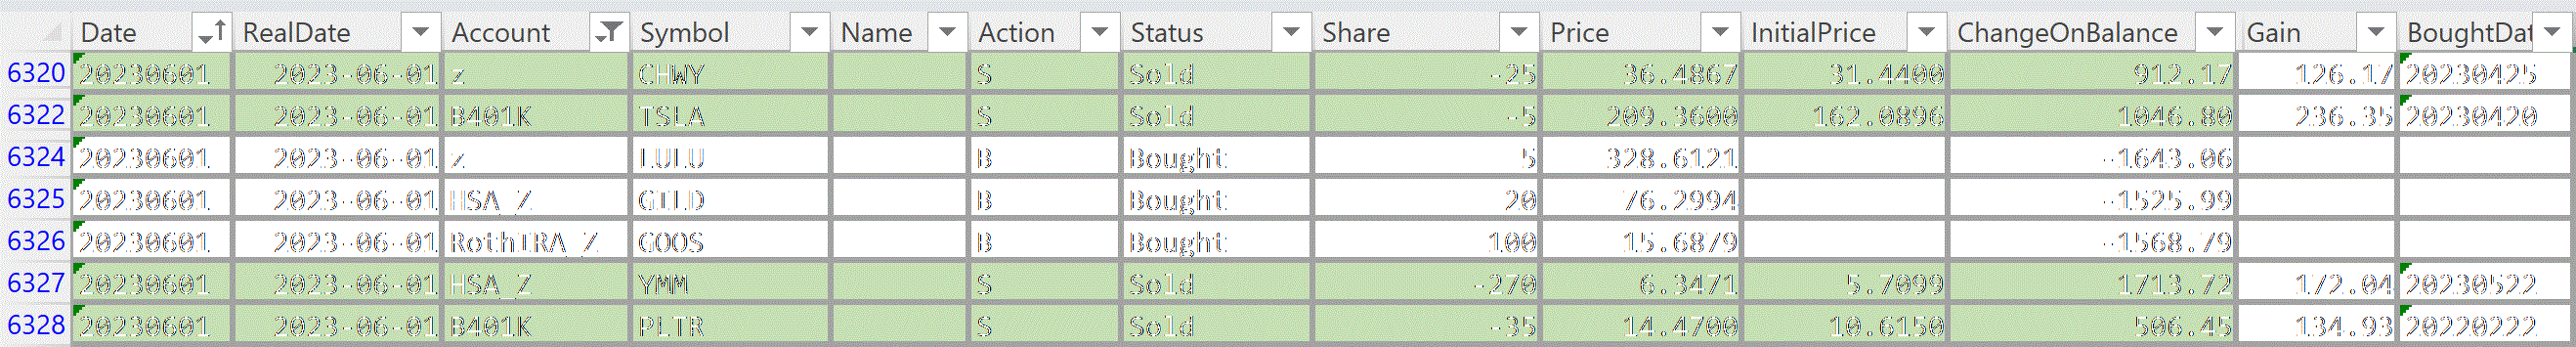 Date RealDate Account Symbol Name Action Status Share Price InitialPrice ChangeOnBalance Gain BoughtDat
6320 20230601 2023-06-01 z CHWY S Sold -25 36.4867 31.4400 912.17 126.17 20230425
6322 20230601 2023-06-01 B401K TSLA S Sold -5 209.3600 162.0896 1046.80 236.35 20230420
6324 20230601 2023-06-01 z LULU B Bought 5 328.6121 -1643.06
6325 20230601 2023-06-01 HSA_Z GILD B Bought 20 76.2994 -1525.99
6326 20230601 2023-06-01 RothIRA_Z GOOS B Bought 100 15.6879 -1568.79
6327 20230601 2023-06-01 HSA_Z YMM S Sold -270 6.3471 5.7099 1713.72 172.04 20230522
6328 20230601 2023-06-01 B401K PLTR S Sold -35 14.4700 10.6150 506.45 134.93 20220222